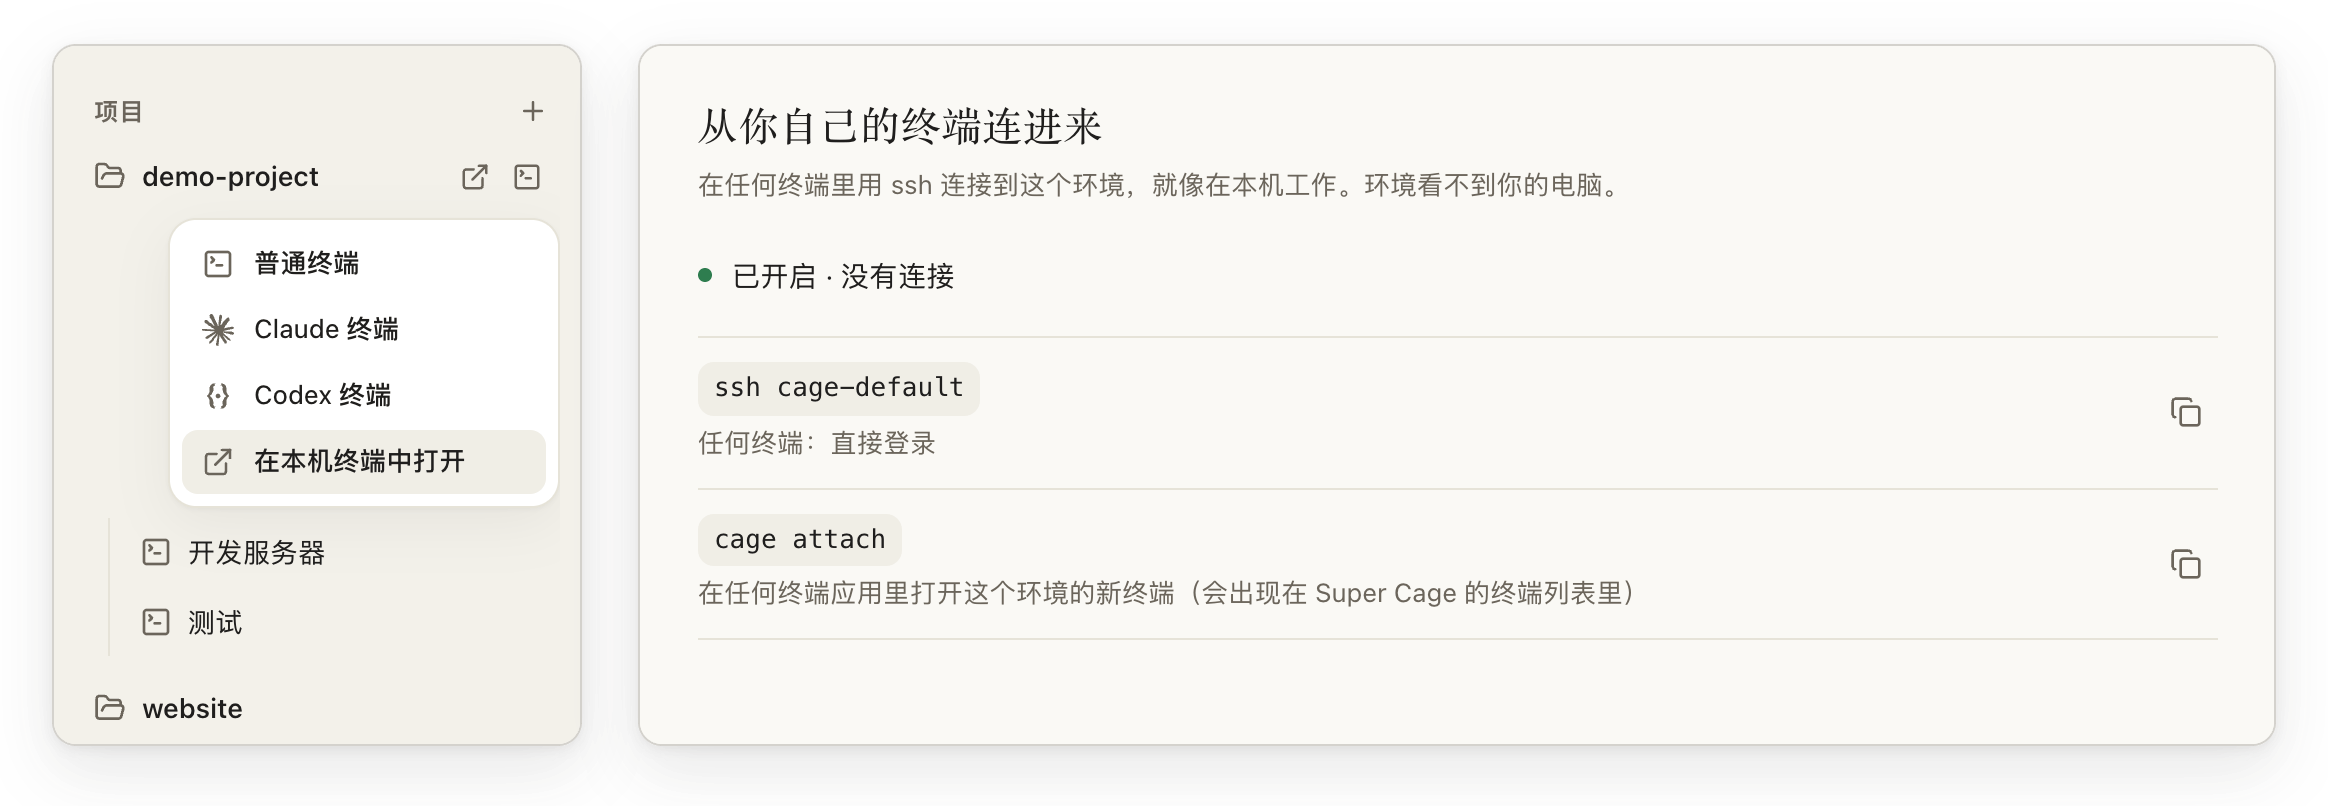 项目
demo-project
普通终端
Claude 终端
Codex 终端
在本机终端中打开
开发服务器
测试
website
从你自己的终端连进来
在任何终端里用 ssh 连接到这个环境，就像在本机工作。环境看不到你的电脑。
已开启 · 没有连接
ssh cage-default
任何终端：直接登录
cage attach
在任何终端应用里打开这个环境的新终端（会出现在 Super Cage 的终端列表里）